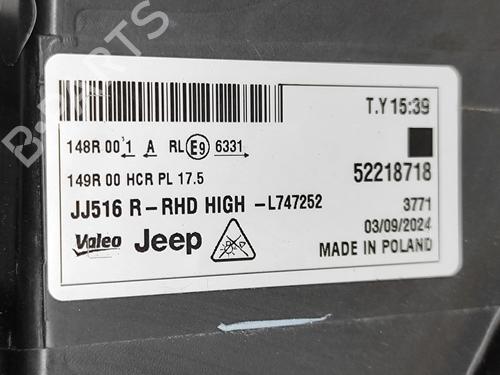 T.Y 15:39
148R 00 1 A RL E9 6331
149R 00 HCR PL 17.5
52218718
JJ516 R-RHD HIGH -L747252
3771
03/09/2024
Valeo Jeep
MADE IN POLAND
B-PARTS